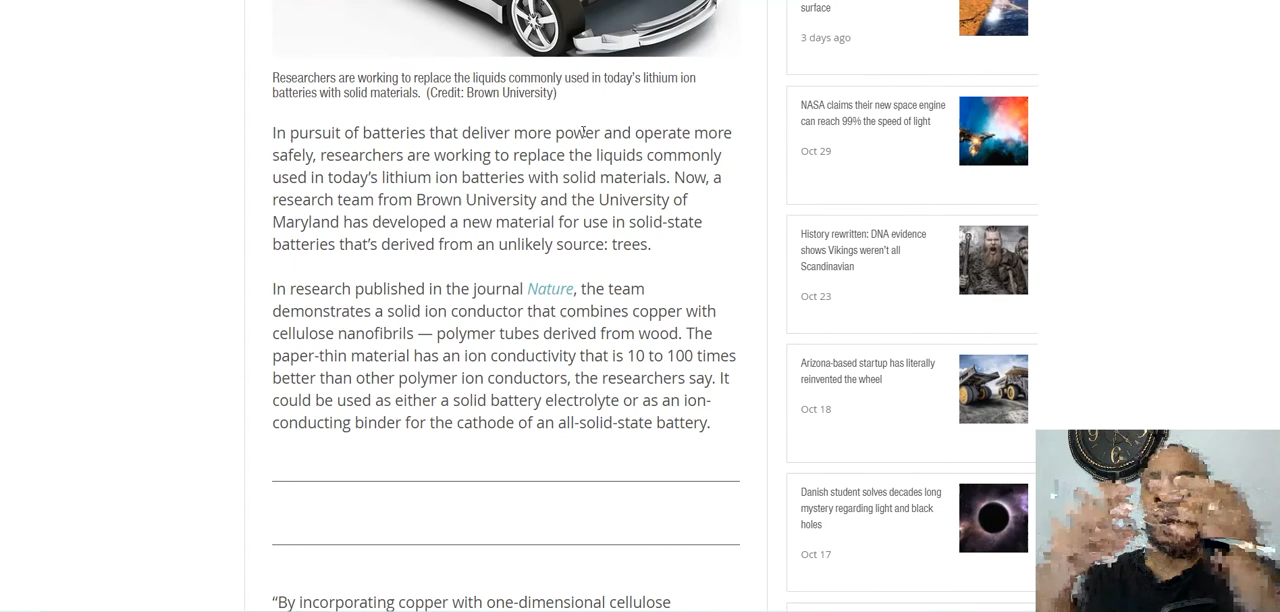 Researchers are working to replace the liquids commonly used in today's lithium ion
batteries with solid materials.  (Credit: Brown University)
In pursuit of batteries that deliver more power and operate more
safely, researchers are working to replace the liquids commonly
used in today's lithium ion batteries with solid materials. Now, a
research team from Brown University and the University of
Maryland has developed a new material for use in solid-state
batteries that's derived from an unlikely source: trees.
In research published in the journal Nature, the team
demonstrates a solid ion conductor that combines copper with
cellulose nanofibrils — polymer tubes derived from wood. The
paper-thin material has an ion conductivity that is 10 to 100 times
better than other polymer ion conductors, the researchers say. It
could be used as either a solid battery electrolyte or as an ion-
conducting binder for the cathode of an all-solid-state battery.
“By incorporating copper with one-dimensional cellulose
surface
3 days ago
NASA claims their new space engine
can reach 99% the speed of light
Oct 29
History rewritten: DNA evidence
shows Vikings weren't all
Scandinavian
Oct 23
Arizona-based startup has literally
reinvented the wheel
Oct 18
Danish student solves decades long
mystery regarding light and black
holes
Oct 17